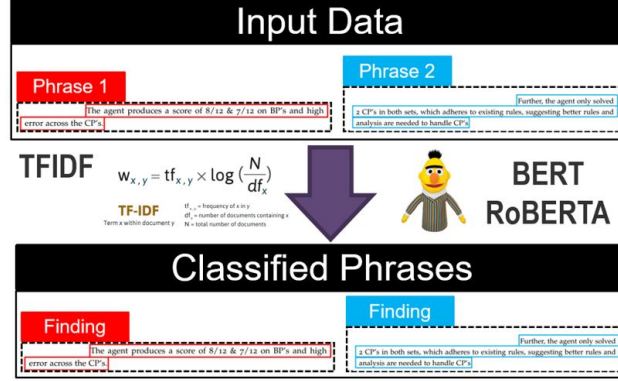 Input Data
Phrase 1
The agent produces a score of 8/12 & 7/12 on BP's and high
error across the CP's.
Phrase 2
Further, the agent only solved
2 CP's in both sets, which adheres to existing rules, suggesting better rules and
analysis are needed to handle CP's
TFIDF
w x,y = tf x,y × log (N / df x)
TF-IDF
Term x within document y
tf x,y = frequency of x in y
df x = number of documents containing x
N = total number of documents
BERT
RoBERTA
Classified Phrases
Finding
The agent produces a score of 8/12 & 7/12 on BP's and high
error across the CP's.
Finding
Further, the agent only solved
2 CP's in both sets, which adheres to existing rules, suggesting better rules and
analysis are needed to handle CP's